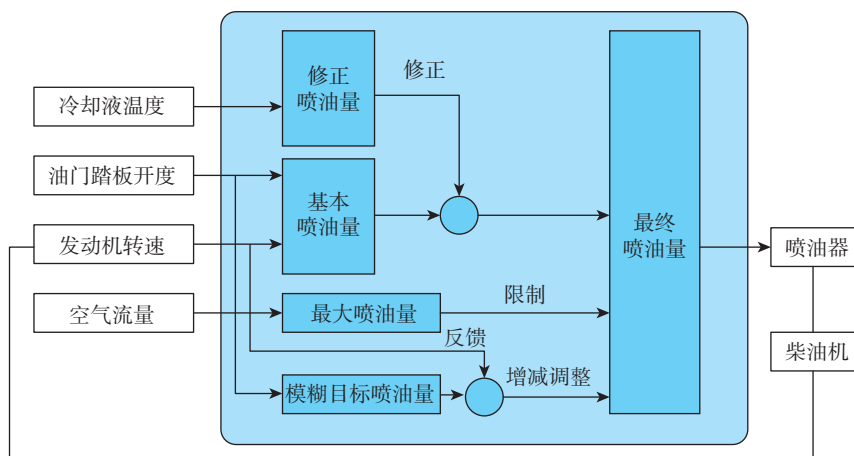 冷却液温度
油门踏板开度
发动机转速
空气流量
修正
喷油量
修正
基本
喷油量
最大喷油量
限制
反馈
模糊目标喷油量
增减调整
最终
喷油量
喷油器
柴油机